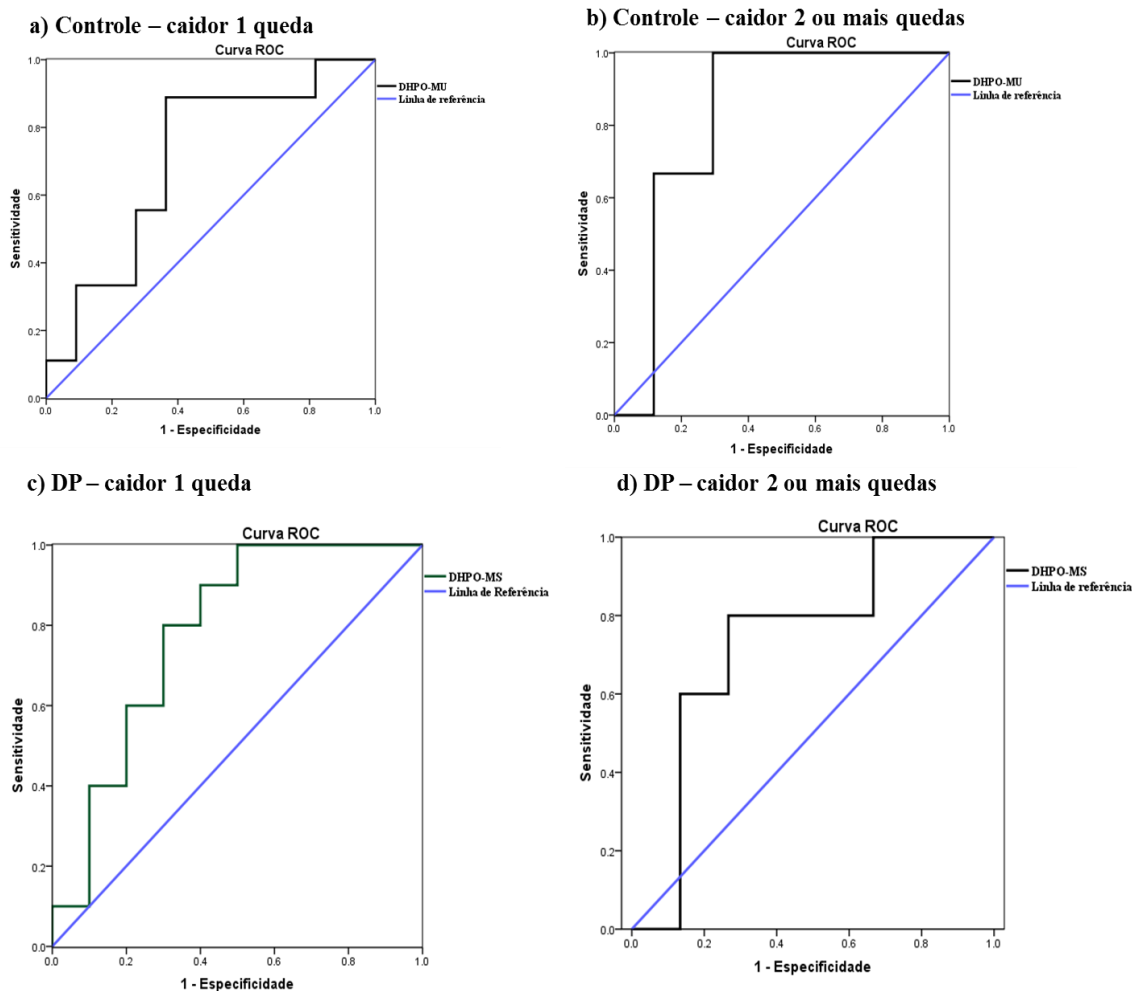 a) Controle – caidor 1 queda
Curva ROC
DHPO-MU
Linha de referência
Sensitividade
1.0
0.8
0.6
0.4
0.2
0.0
0.0 0.2 0.4 0.6 0.8 1.0
1 - Especificidade
b) Controle – caidor 2 ou mais quedas
Curva ROC
DHPO-MU
Linha de referência
Sensitividade
1.0
0.8
0.6
0.4
0.2
0.0
0.0 0.2 0.4 0.6 0.8 1.0
1 - Especificidade
c) DP – caidor 1 queda
Curva ROC
DHPO-MS
Linha de Referência
Sensitividade
1.0
0.8
0.6
0.4
0.2
0.0
0.0 0.2 0.4 0.6 0.8 1.0
1 - Especificidade
d) DP – caidor 2 ou mais quedas
Curva ROC
DHPO-MS
Linha de referência
Sensitividade
1.0
0.8
0.6
0.4
0.2
0.0
0.0 0.2 0.4 0.6 0.8 1.0
1 - Especificidade